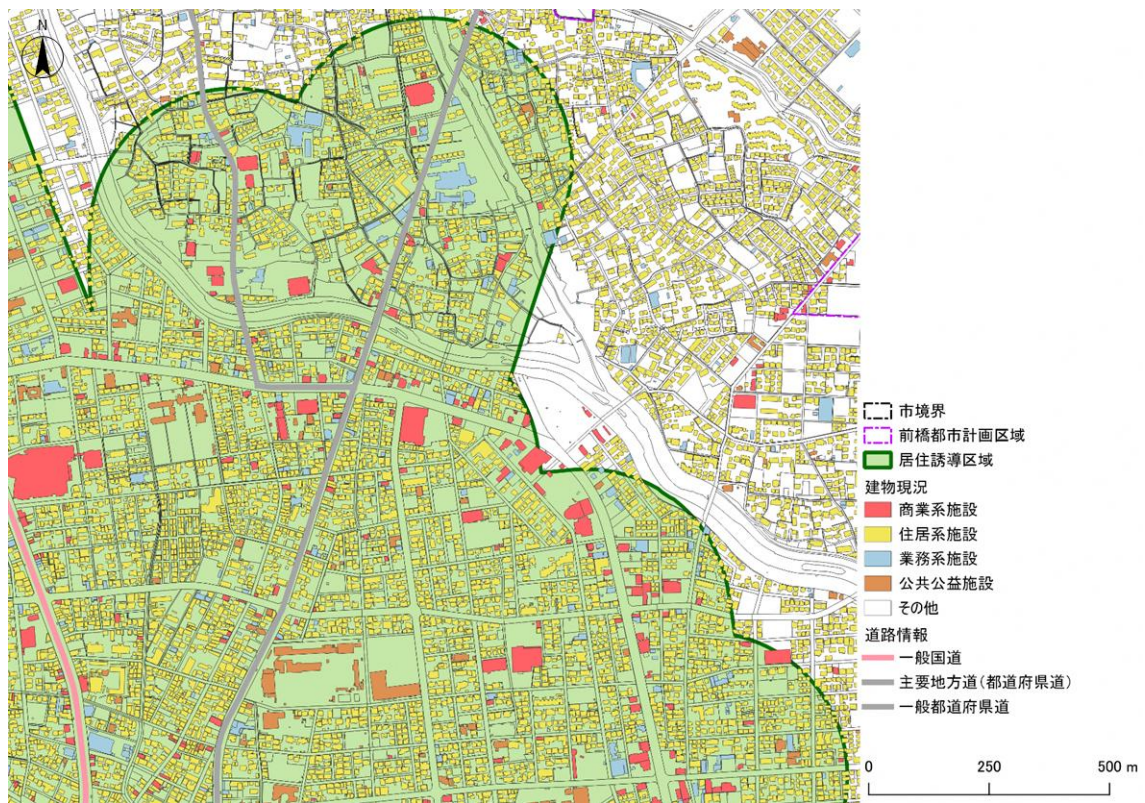 N
市境界
前橋都市計画区域
居住誘導区域
建物現況
商業系施設
住居系施設
業務系施設
公共公益施設
その他
道路情報
一般国道
主要地方道(都道府県道)
一般都道府県道
0 250 500 m